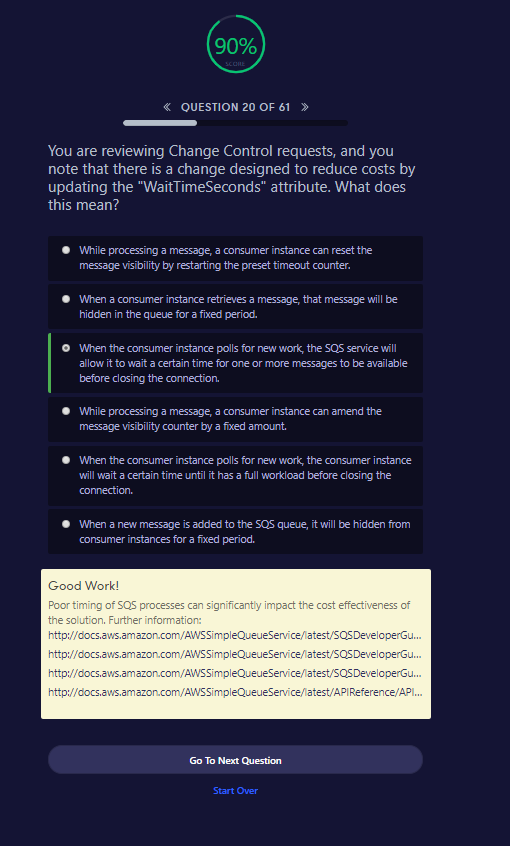 90%
SCORE
« QUESTION 20 OF 61 »
You are reviewing Change Control requests, and you
note that there is a change designed to reduce costs by
updating the "WaitTimeSeconds" attribute. What does
this mean?
While processing a message, a consumer instance can reset the
message visibility by restarting the preset timeout counter.
When a consumer instance retrieves a message, that message will be
hidden in the queue for a fixed period.
When the consumer instance polls for new work, the SQS service will
allow it to wait a certain time for one or more messages to be available
before closing the connection.
While processing a message, a consumer instance can amend the
message visibility counter by a fixed amount.
When the consumer instance polls for new work, the consumer instance
will wait a certain time until it has a full workload before closing the
connection.
When a new message is added to the SQS queue, it will be hidden from
consumer instances for a fixed period.
Good Work!
Poor timing of SQS processes can significantly impact the cost effectiveness of
the solution. Further information:
http://docs.aws.amazon.com/AWSSimpleQueueService/latest/SQSDeveloperGu...
http://docs.aws.amazon.com/AWSSimpleQueueService/latest/SQSDeveloperGu...
http://docs.aws.amazon.com/AWSSimpleQueueService/latest/SQSDeveloperGu...
http://docs.aws.amazon.com/AWSSimpleQueueService/latest/APIReference/API...
Go To Next Question
Start Over